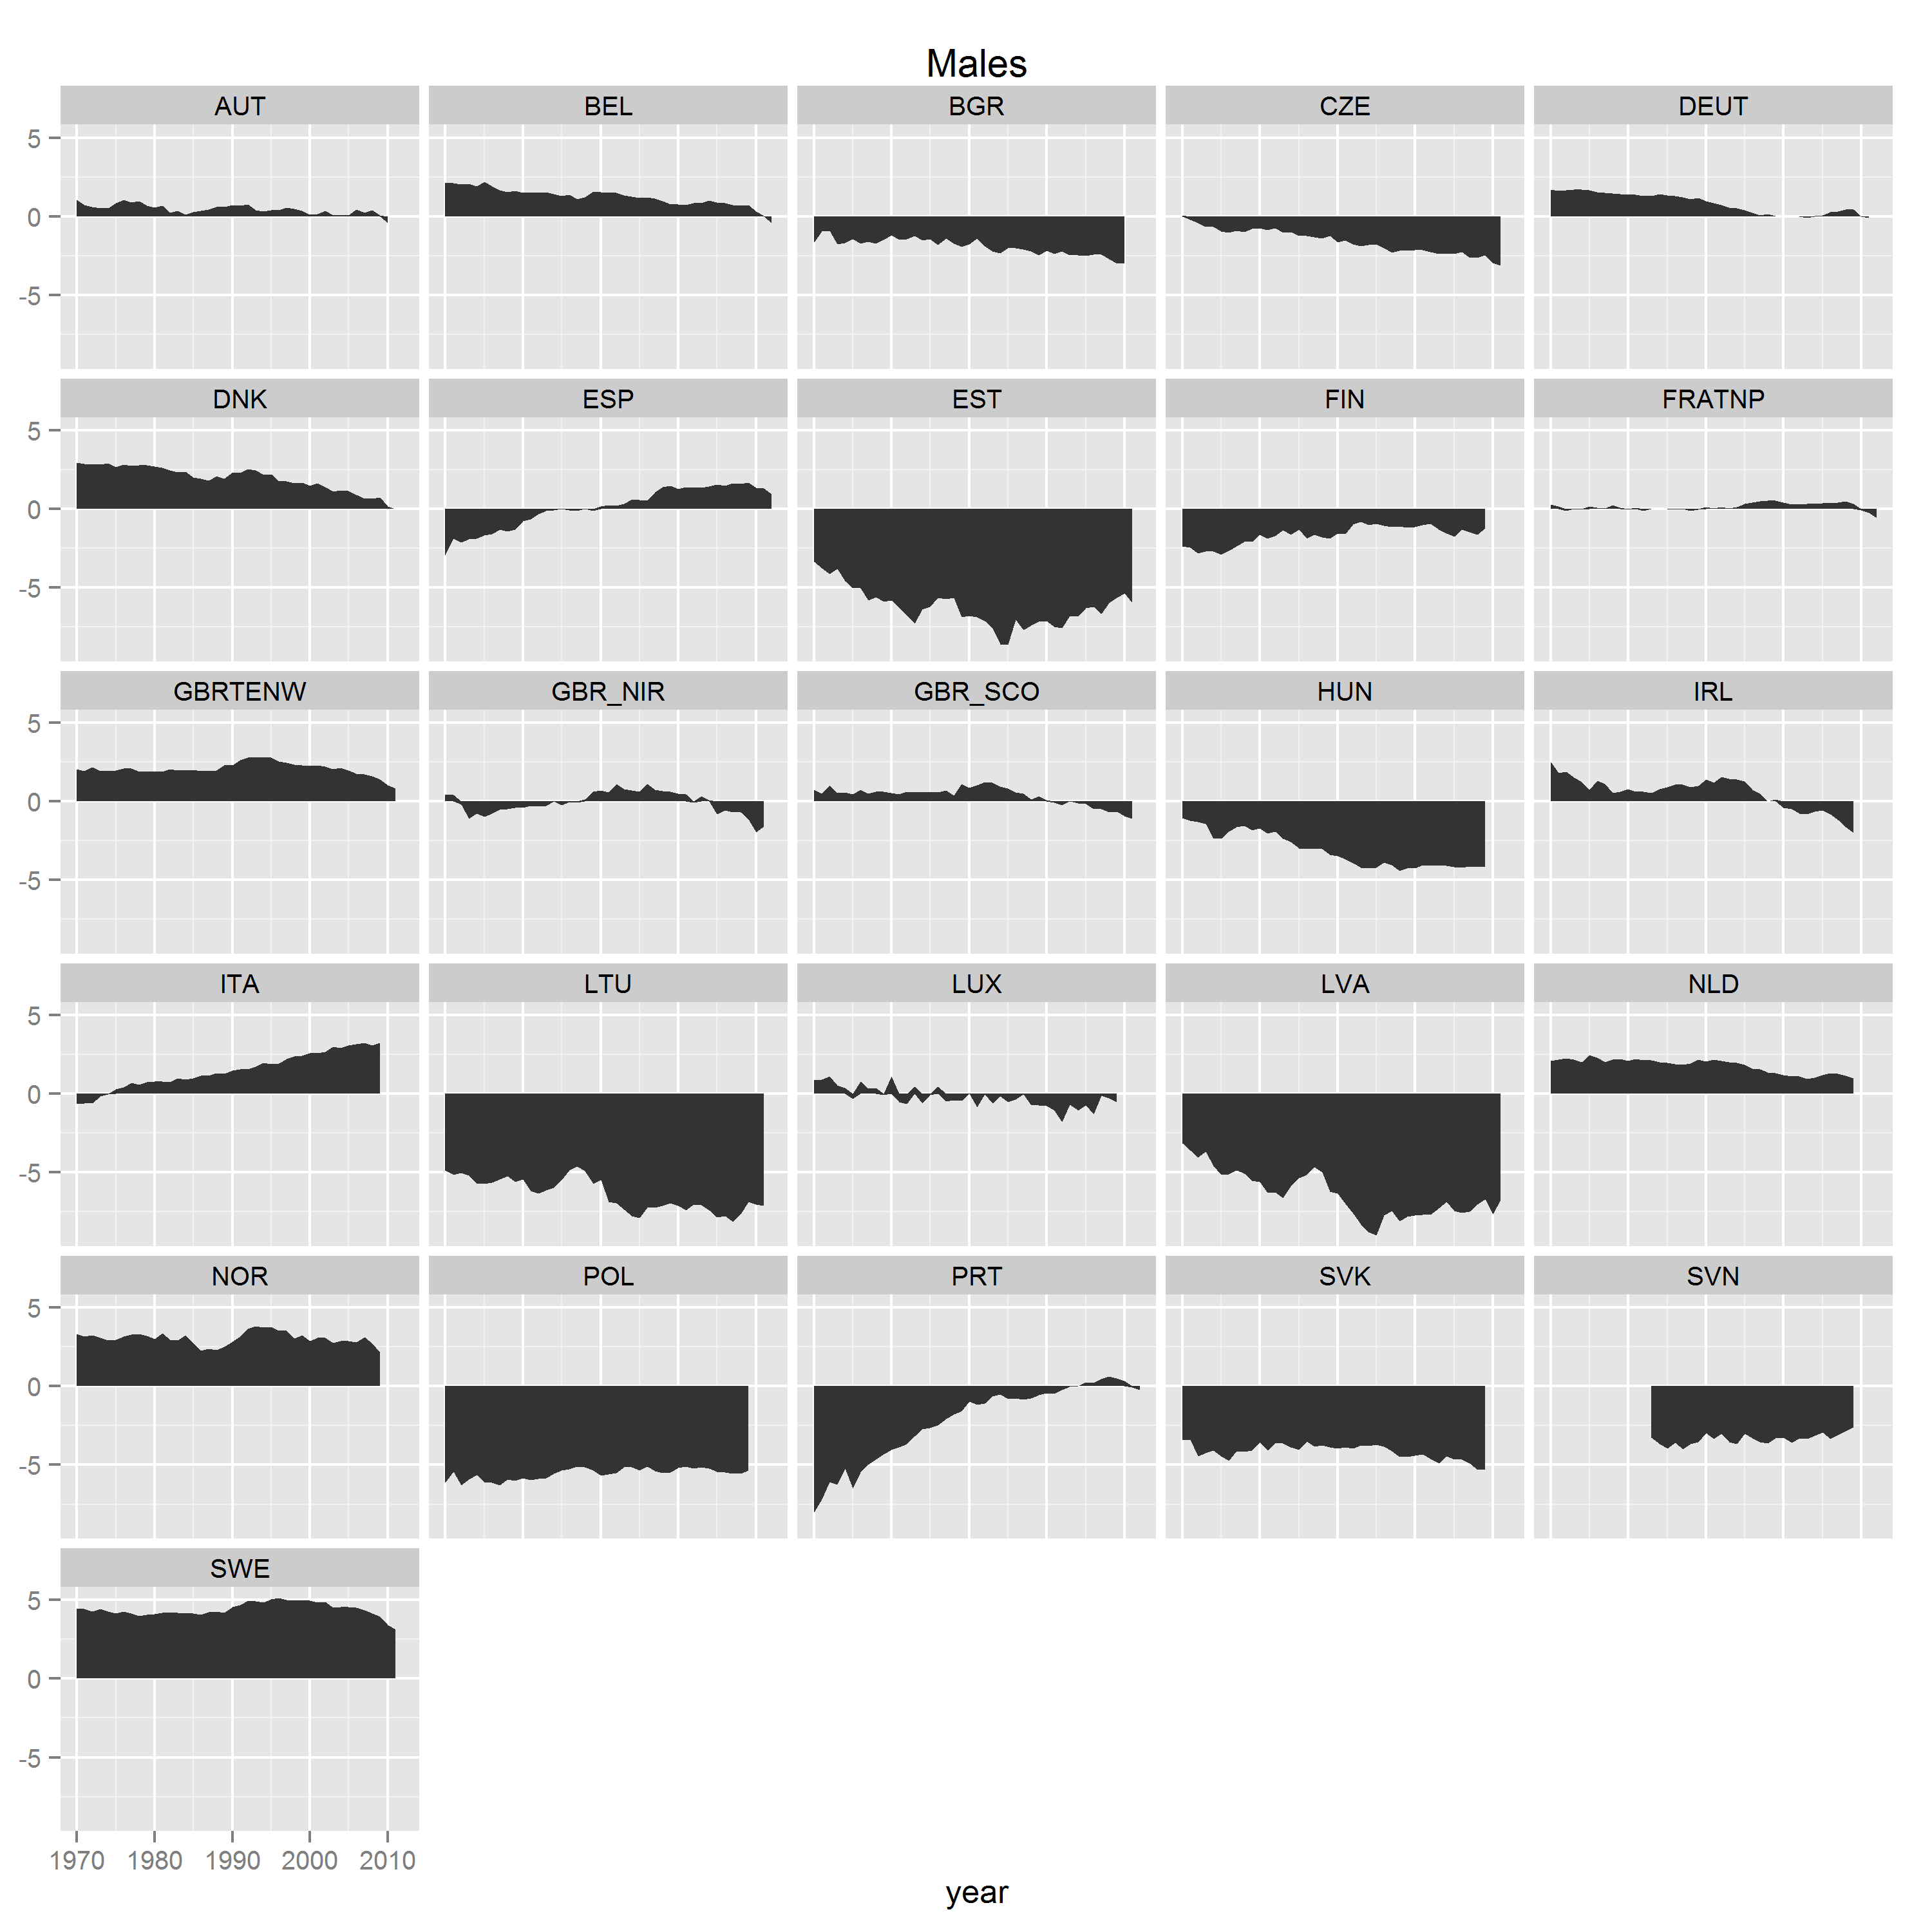 Males
AUT BEL BGR CZE DEUT
5
0
-5
DNK ESP EST FIN FRATNP
5
0
-5
GBRTENW GBR_NIR GBR_SCO HUN IRL
5
0
-5
ITA LTU LUX LVA NLD
5
0
-5
NOR POL PRT SVK SVN
5
0
-5
SWE
5
0
-5
1970 1980 1990 2000 2010
year